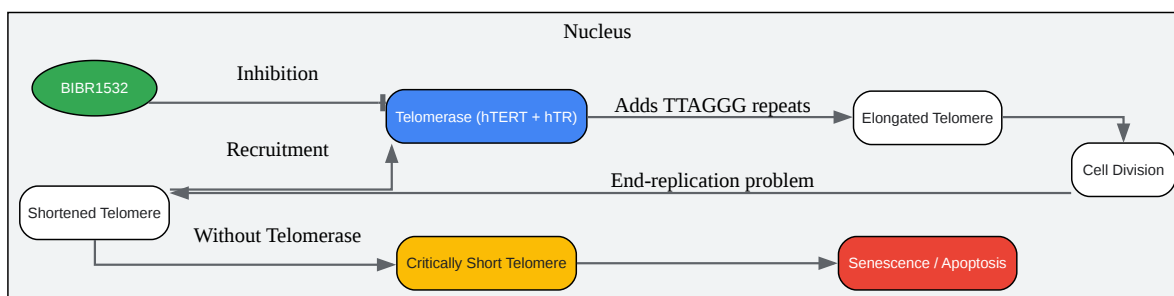 Nucleus
BIBR1532
Inhibition
Telomerase (hTERT + hTR)
Adds TTAGGG repeats
Elongated Telomere
Recruitment
Cell Division
End-replication problem
Shortened Telomere
Without Telomerase
Critically Short Telomere
Senescence / Apoptosis